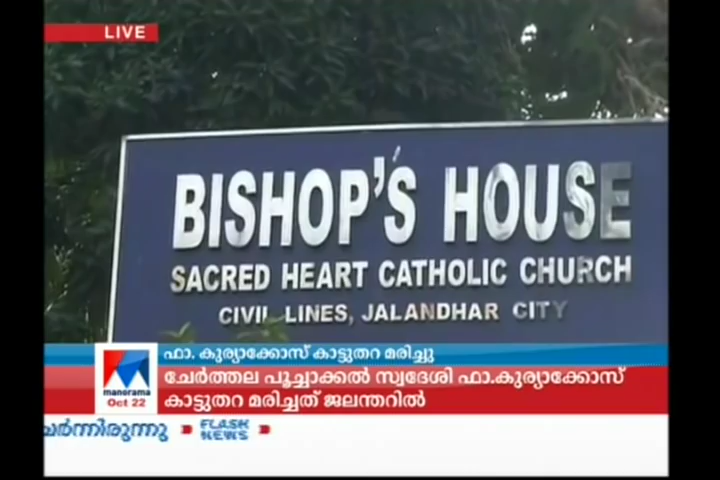 LIVE
BISHOP'S HOUSE
SACRED HEART CATHOLIC CHURCH
CIVIL LINES, JALANDHAR CITY
ഫാ. കുര്യാക്കോസ് കാട്ടുതറ മരിച്ചു
ചേർത്തല പൂച്ചാക്കൽ സ്വദേശി ഫാ.കുര്യാക്കോസ്
കാട്ടുതറ മരിച്ചത് ജലന്തറിൽ
manorama
Oct 22
ചേർന്നിരുന്നു FLASH NEWS